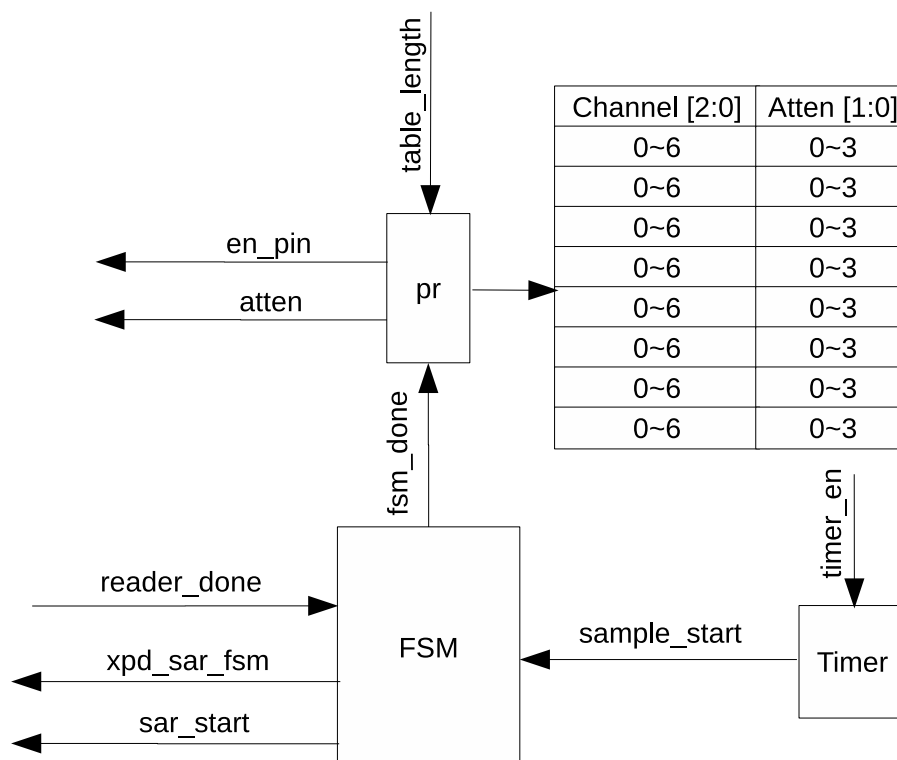 table_length
Channel [2:0] Atten [1:0]
0~6 0~3
0~6 0~3
0~6 0~3
0~6 0~3
0~6 0~3
0~6 0~3
0~6 0~3
0~6 0~3
en_pin
atten
pr
fsm_done
timer_en
reader_done
xpd_sar_fsm
sar_start
FSM
sample_start
Timer